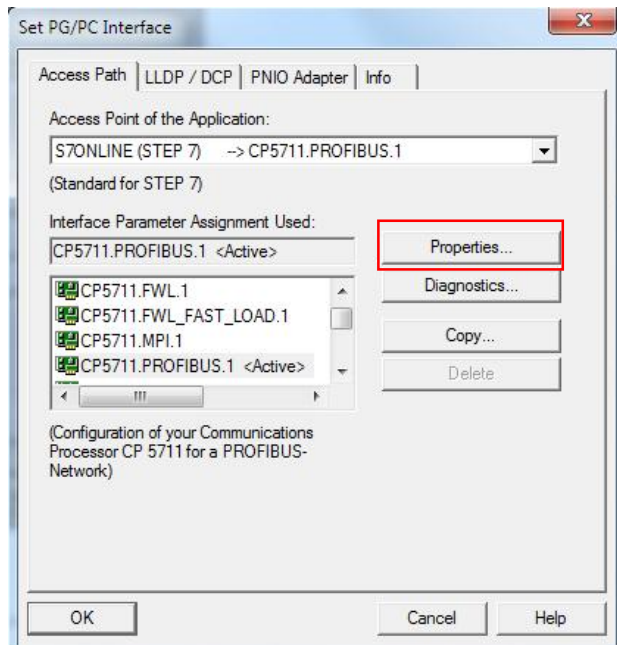 Set PG/PC Interface
Access Path
LLDP / DCP
PNIO Adapter
Info
Access Point of the Application:
S7ONLINE (STEP 7) --> CP5711.PROFIBUS.1
(Standard for STEP 7)
Interface Parameter Assignment Used:
CP5711.PROFIBUS.1 <Active>
Properties...
CP5711.FWL.1
CP5711.FWL_FAST_LOAD.1
CP5711.MPI.1
CP5711.PROFIBUS.1 <Active>
Diagnostics...
Copy...
Delete
(Configuration of your Communications
Processor CP 5711 for a PROFIBUS-
Network)
OK
Cancel
Help